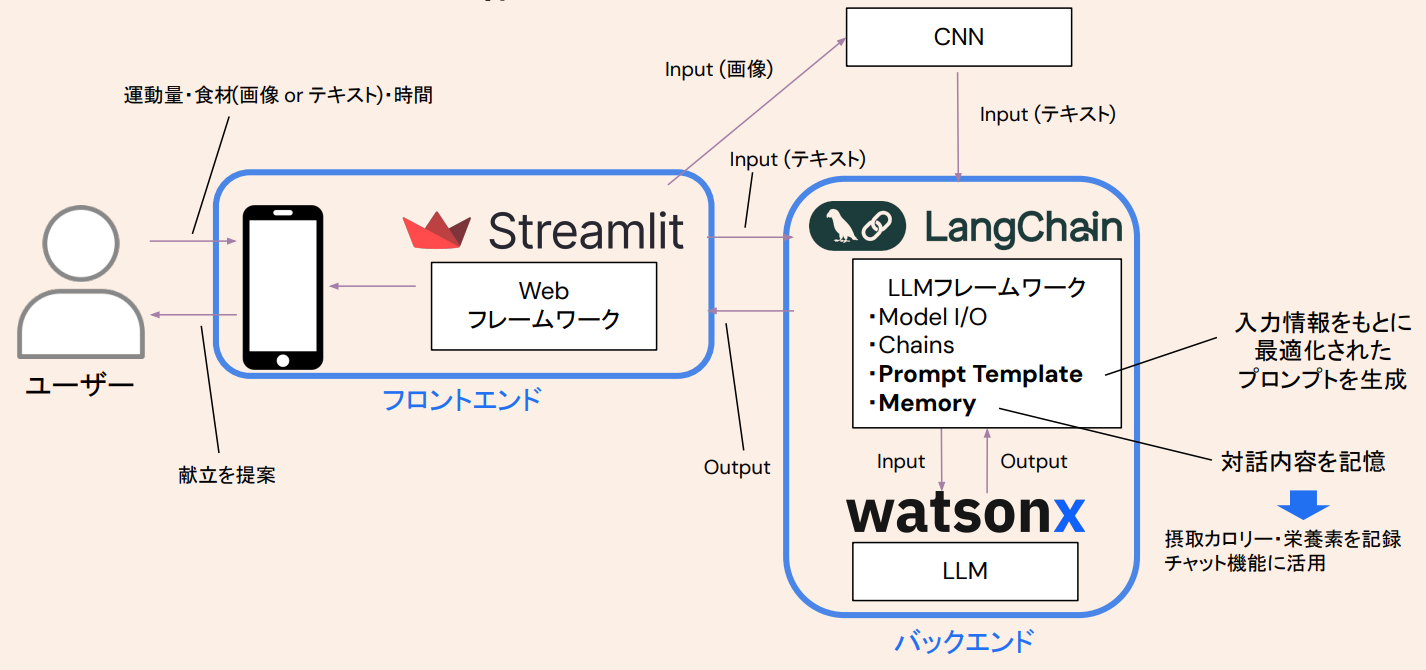 CNN
Input (画像)
運動量・食材(画像 or テキスト)・時間
Input (テキスト)
Input (テキスト)
Streamlit
LangChain
Web
フレームワーク
LLMフレームワーク
・Model I/O
・Chains
・Prompt Template
・Memory
入力情報をもとに
最適化された
プロンプトを生成
ユーザー
フロントエンド
献立を提案
Output
Input
Output
対話内容を記憶
watsonx
摂取カロリー・栄養素を記録
チャット機能に活用
LLM
バックエンド